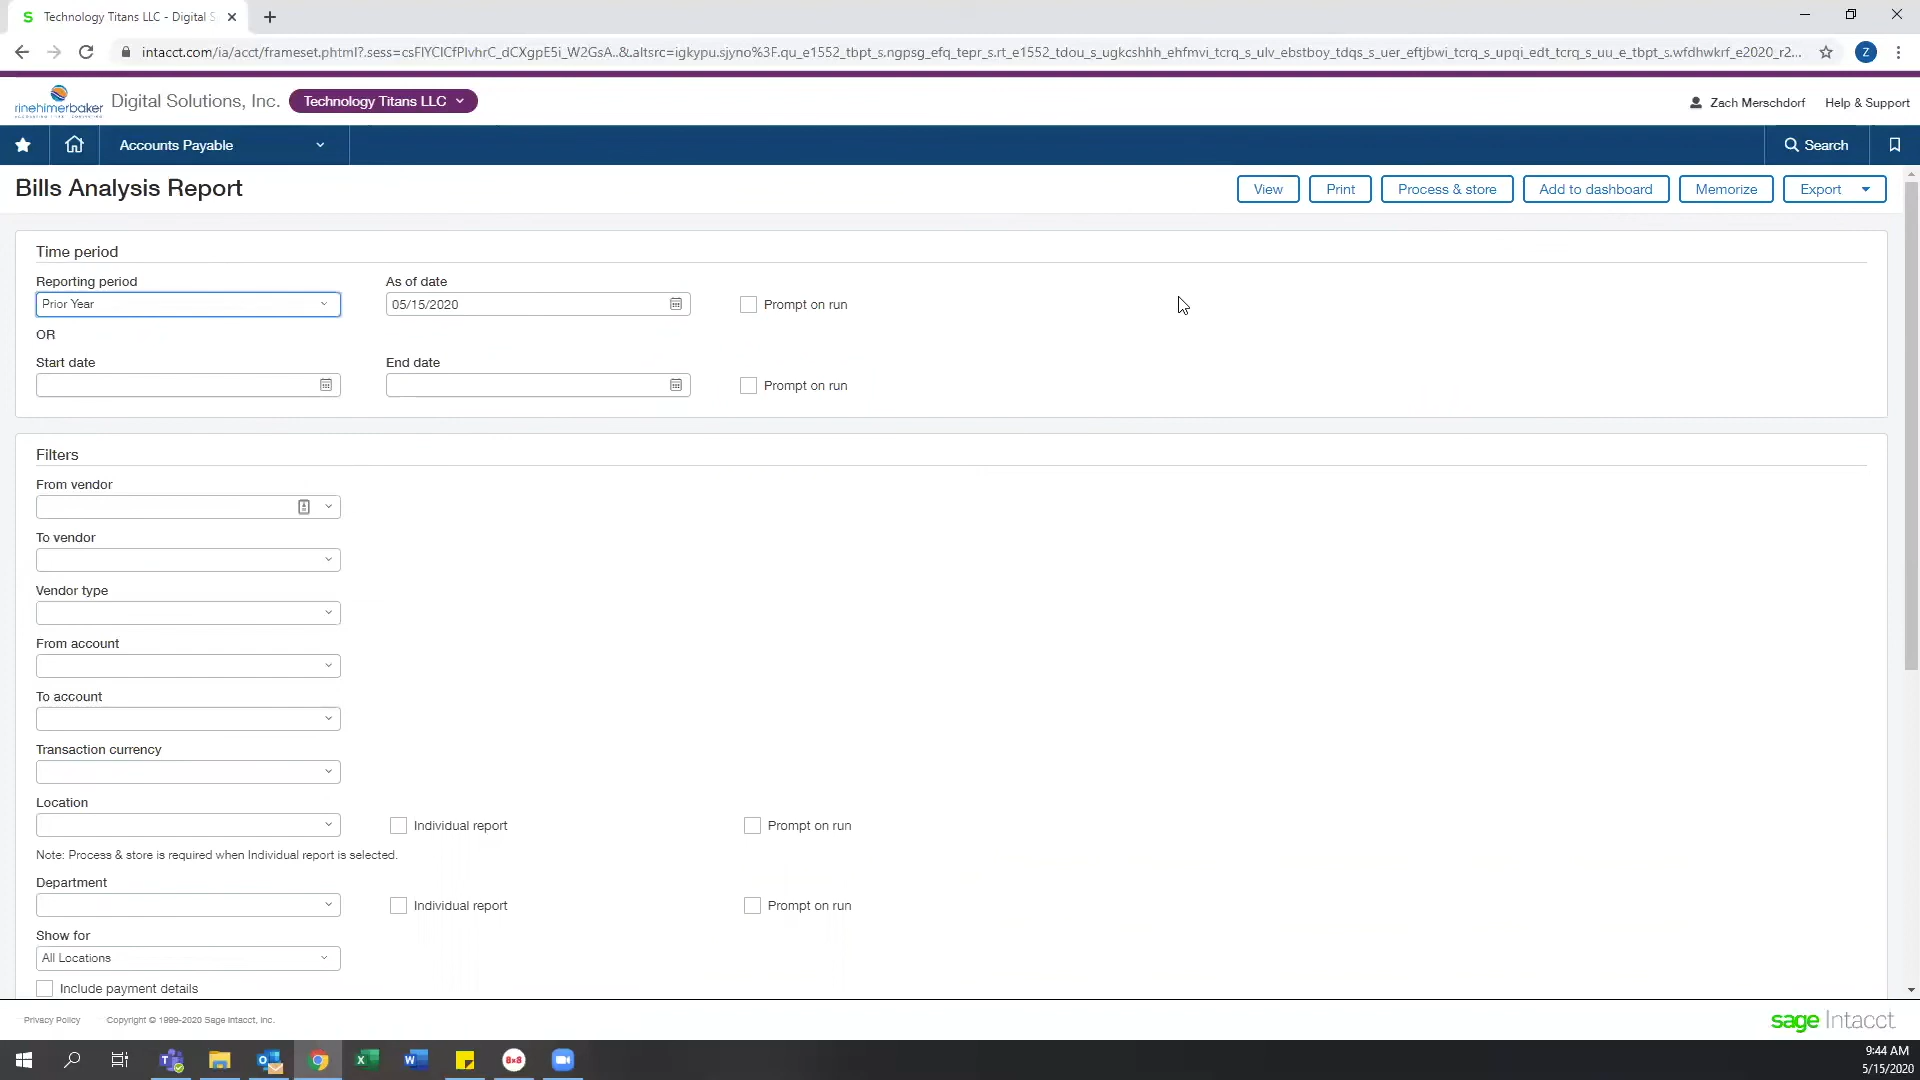 Technology Titans LLC - Digital S
intacct.com/ia/acct/frameset.phtml?.sess=csFlYClCfPlvhrC_dCXgpE5i_W2GsA..&.altsrc=igkypu.sjyno%3F.qu_e1552_tbpt_s.ngpsg_efq_tepr_s.rt_e1552_tdou_s_ugkcshhh_ehfmvi_tcrq_s_ulv_ebstboy_tdqs_s_uer_eftjbwi_tcrq_s_upqi_edt_tcrq_s_uu_e_tbpt_s.wfdhwkrf_e2020_r2...
Z
rinehimerbaker
Digital Solutions, Inc.
Technology Titans LLC
Zach Merschdorf
Help & Support
Accounts Payable
Search
Bills Analysis Report
View
Print
Process & store
Add to dashboard
Memorize
Export
Time period
Reporting period
As of date
Prior Year
05/15/2020
Prompt on run
OR
Start date
End date
Prompt on run
Filters
From vendor
To vendor
Vendor type
From account
To account
Transaction currency
Location
Individual report
Prompt on run
Note: Process & store is required when Individual report is selected.
Department
Individual report
Prompt on run
Show for
All Locations
Include payment details
Privacy Policy
Copyright © 1999-2020 Sage Intacct, Inc.
sage Intacct
8x8
9:44 AM
5/15/2020